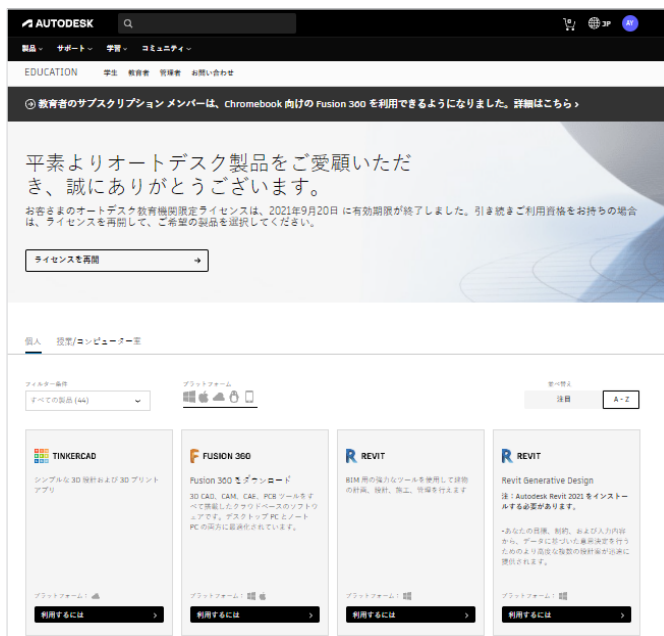 AUTODESK
JP
AY
製品 サポート 学習 コミュニティ
EDUCATION 学生 教育者 管理者 お問い合わせ
教育者のサブスクリプション メンバーは、Chromebook 向けの Fusion 360 を利用できるようになりました。詳細はこちら
平素よりオートデスク製品をご愛顧いただ
き、誠にありがとうございます。
お客さまのオートデスク教育機関限定ライセンスは、2021年9月20日 に有効期限が終了しました。引き続きご利用資格をお持ちの場合
は、ライセンスを再開して、ご希望の製品を選択してください。
ライセンスを再開
個人 授業/コンピューター室
フィルター条件
すべての製品 (44)
プラットフォーム
並べ替え
注目 A - Z
TINKERCAD
シンプルな 3D 設計および 3D プリント
アプリ
プラットフォーム:
利用するには
FUSION 360
Fusion 360 をダウンロード
3D CAD、CAM、CAE、PCB ツールをす
べて搭載したクラウドベースのソフトウ
ェアです。デスクトップ PC とノート
PC の両方に最適化されています。
プラットフォーム:
利用するには
REVIT
BIM 用の強力なツールを使用して建物
の計画、設計、施工、管理を行えます
プラットフォーム:
利用するには
REVIT
Revit Generative Design
注:Autodesk Revit 2021 をインストー
ルする必要があります。
•あなたの目標、制約、および入力内容
から、データに基づいた意思決定を行う
ためのより高度な複数の設計案が迅速に
提供されます。
プラットフォーム:
利用するには